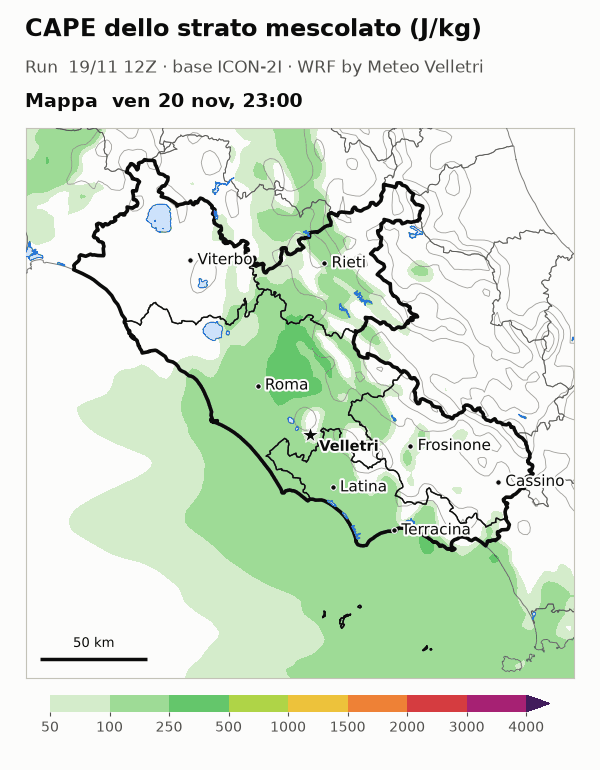 CAPE dello strato mescolato (J/kg)
Run  19/11 12Z · base ICON-2I · WRF by Meteo Velletri
Mappa  ven 20 nov, 23:00
Viterbo
Rieti
Roma
Velletri
Frosinone
Cassino
Latina
Terracina
50 km
50 100 250 500 1000 1500 2000 3000 4000